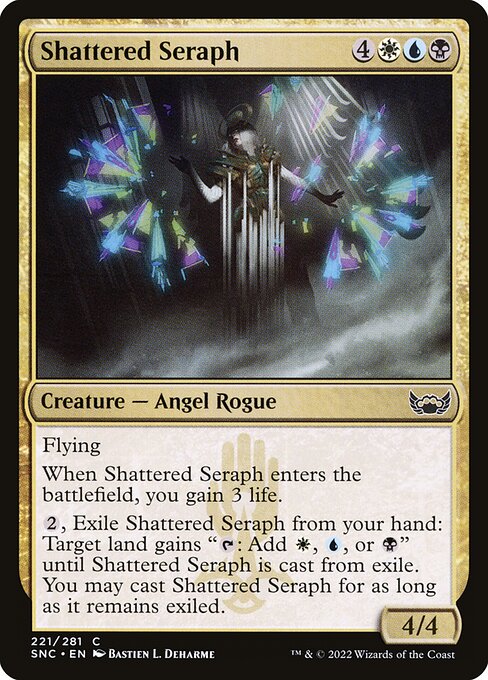 Shattered Seraph 4
Creature — Angel Rogue
Flying
When Shattered Seraph enters the
battlefield, you gain 3 life.
2, Exile Shattered Seraph from your hand:
Target land gains “: Add , , or ”
until Shattered Seraph is cast from exile.
You may cast Shattered Seraph for as long
as it remains exiled.
4/4
221/281 C
SNC • EN Bastien L. Deharme
™ & © 2022 Wizards of the Coast